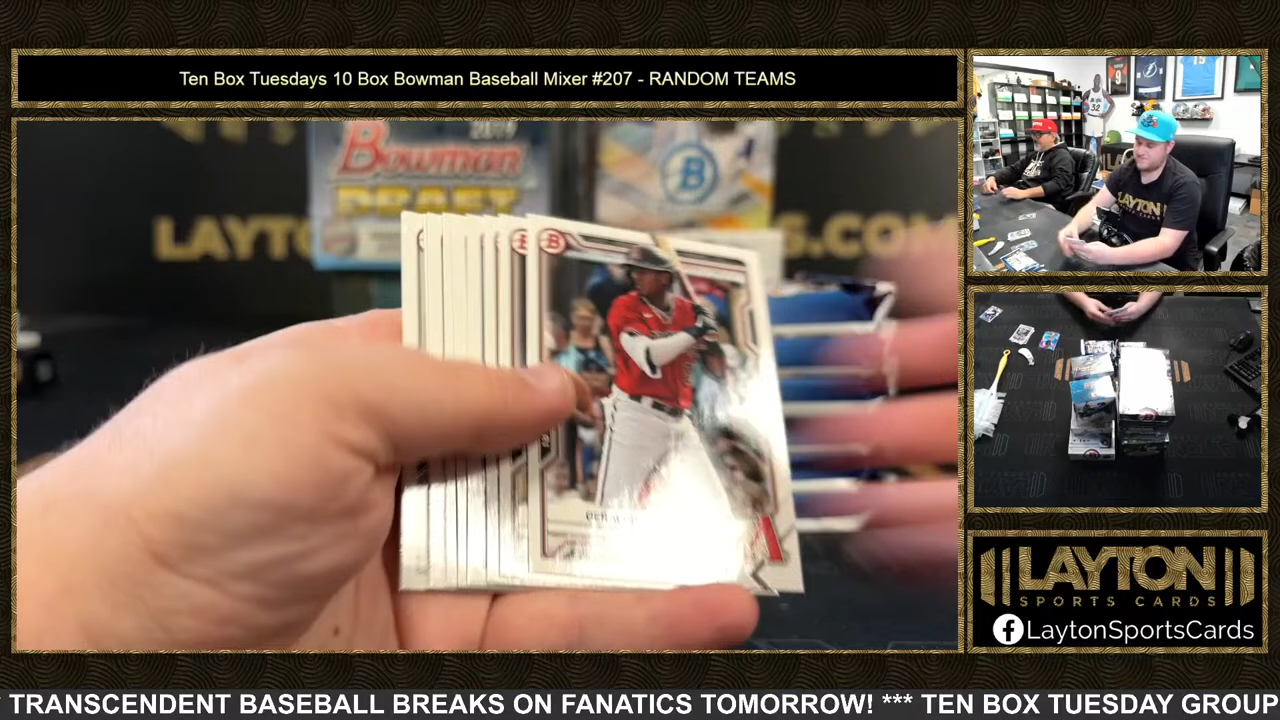 Ten Box Tuesdays 10 Box Bowman Baseball Mixer #207 - RANDOM TEAMS
2019
Bowman
DRAFT
B
LAYTON
SPORTS CARDS
LaytonSportsCards
TRANSCENDENT BASEBALL BREAKS ON FANATICS TOMORROW! *** TEN BOX TUESDAY GROUP